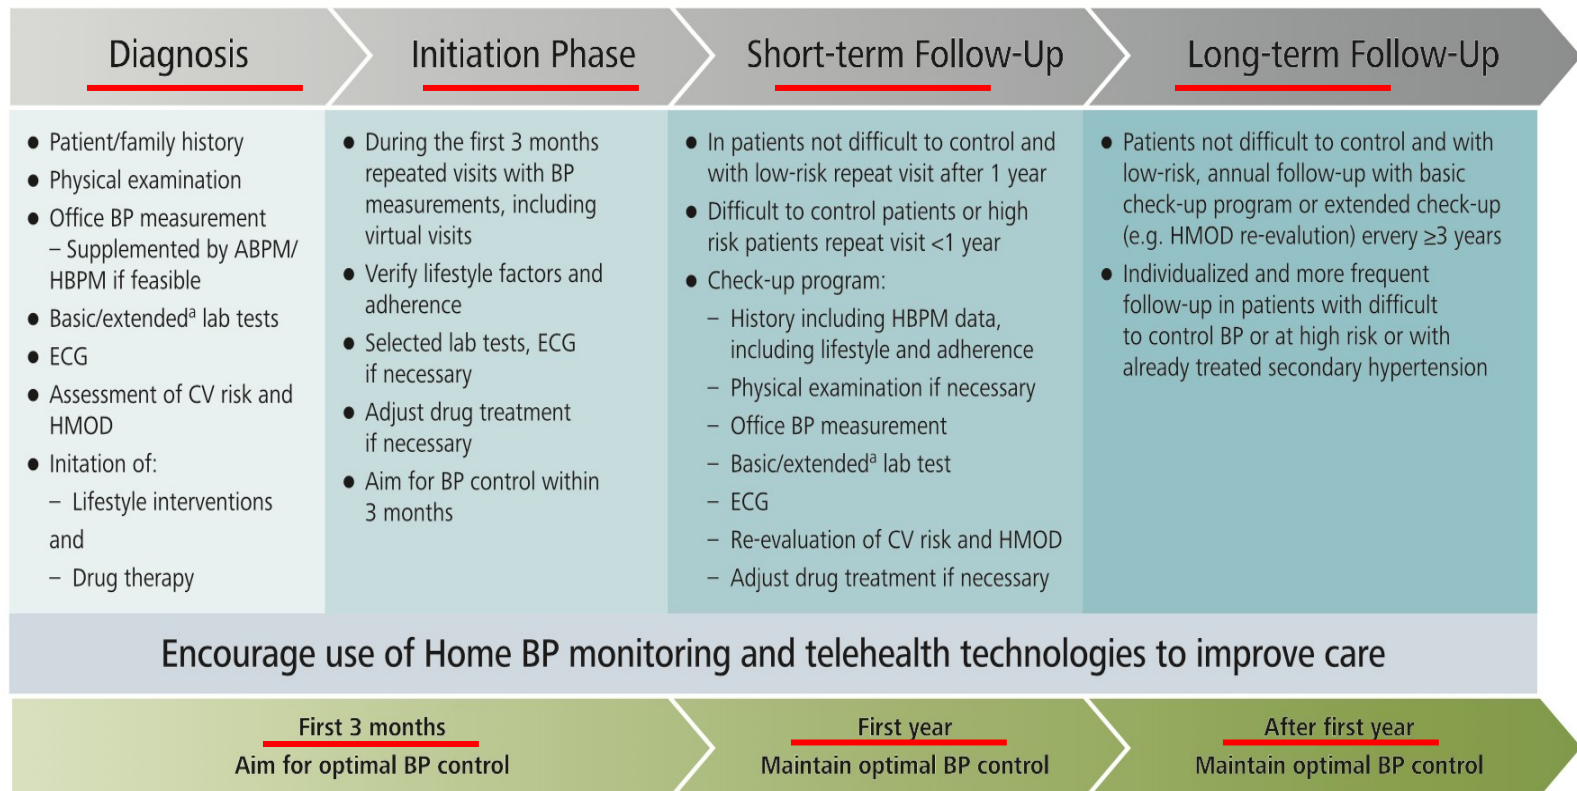 Diagnosis
Initiation Phase
Short-term Follow-Up
Long-term Follow-Up
● Patient/family history
● Physical examination
● Office BP measurement
– Supplemented by ABPM/
HBPM if feasible
● Basic/extendedᵃ lab tests
● ECG
● Assessment of CV risk and
HMOD
● Initation of:
– Lifestyle interventions
and
– Drug therapy
● During the first 3 months
repeated visits with BP
measurements, including
virtual visits
● Verify lifestyle factors and
adherence
● Selected lab tests, ECG
if necessary
● Adjust drug treatment
if necessary
● Aim for BP control within
3 months
● In patients not difficult to control and
with low-risk repeat visit after 1 year
● Difficult to control patients or high
risk patients repeat visit <1 year
● Check-up program:
– History including HBPM data,
including lifestyle and adherence
– Physical examination if necessary
– Office BP measurement
– Basic/extendedᵃ lab test
– ECG
– Re-evaluation of CV risk and HMOD
– Adjust drug treatment if necessary
● Patients not difficult to control and with
low-risk, annual follow-up with basic
check-up program or extended check-up
(e.g. HMOD re-evalution) ervery ≥3 years
● Individualized and more frequent
follow-up in patients with difficult
to control BP or at high risk or with
already treated secondary hypertension
Encourage use of Home BP monitoring and telehealth technologies to improve care
First 3 months
Aim for optimal BP control
First year
Maintain optimal BP control
After first year
Maintain optimal BP control